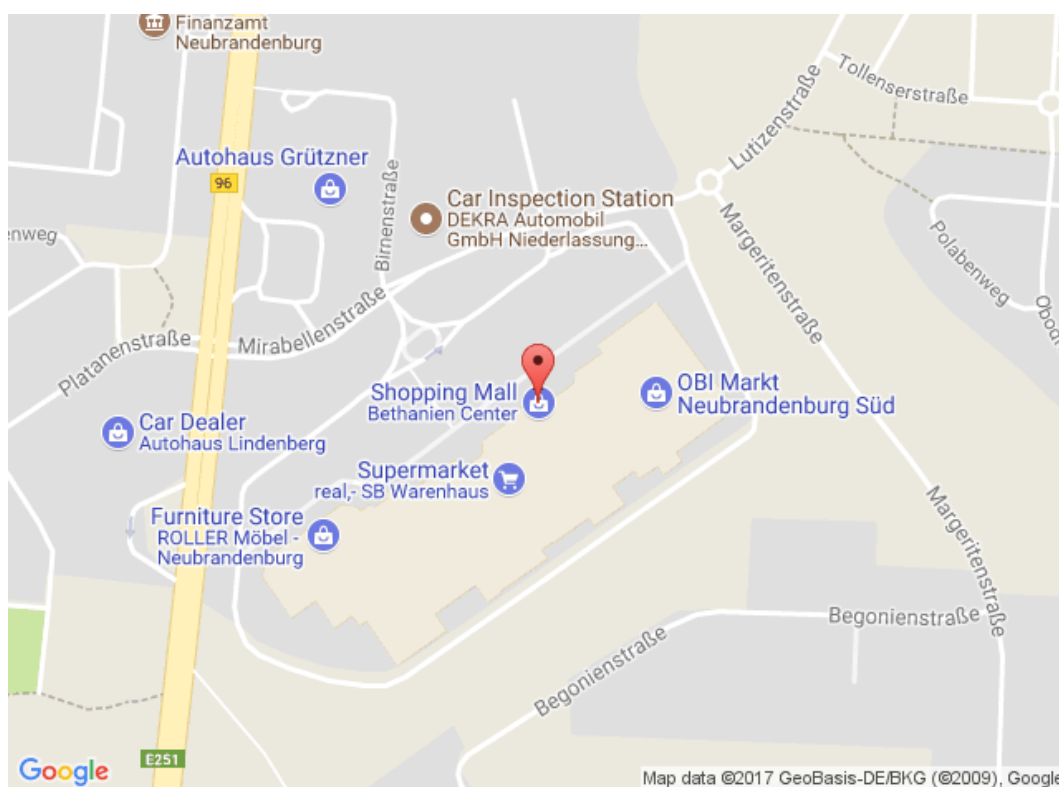 Finanzamt
Neubrandenburg
Tollenserstraße
Lutizenstraße
Autohaus Grützner
96
Birnenstraße
Car Inspection Station
DEKRA Automobil
GmbH Niederlassung...
Margeritenstraße
Polabenweg
Obodr
enweg
Platanenstraße
Mirabellenstraße
Shopping Mall
Bethanien Center
OBI Markt
Neubrandenburg Süd
Car Dealer
Autohaus Lindenberg
Supermarket
real,- SB Warenhaus
Furniture Store
ROLLER Möbel -
Neubrandenburg
Margeritenstraße
Begonienstraße
Begonienstraße
E251
Google
Map data ©2017 GeoBasis-DE/BKG (©2009), Google